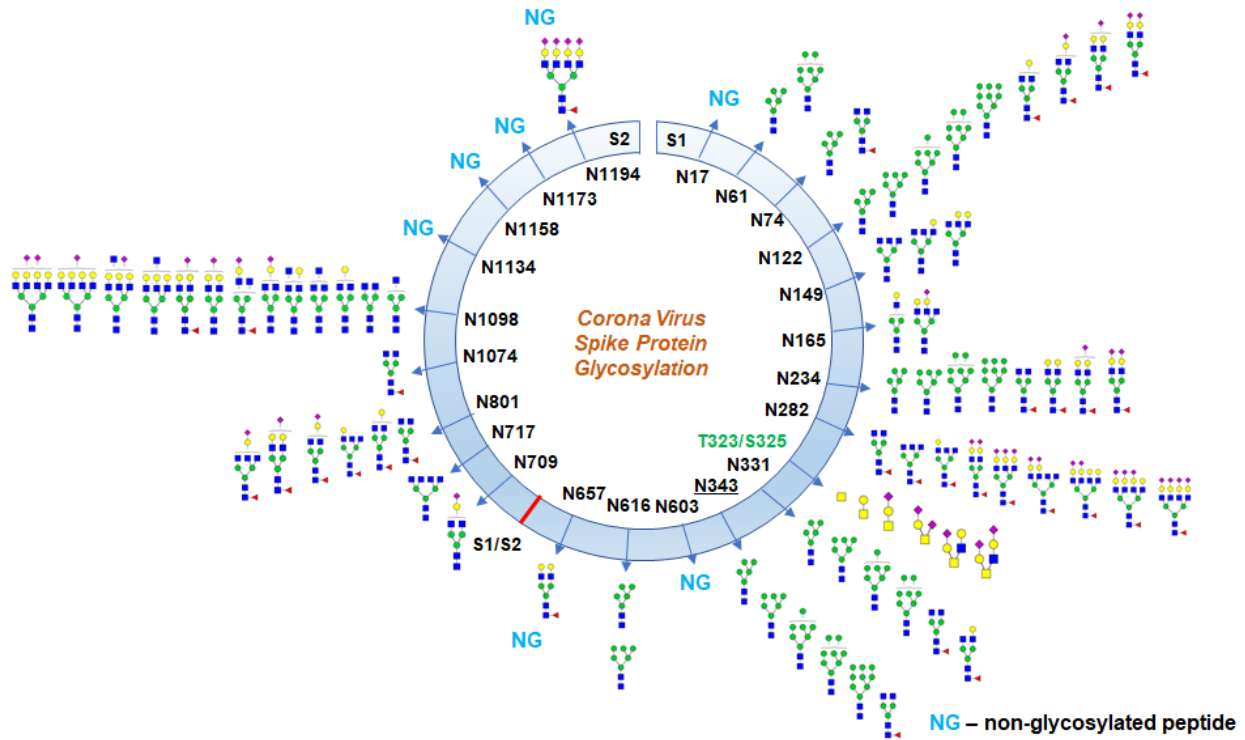 NG
NG
NG
S2
S1
N1194
N17
N1173
N61
NG
N1158
N74
NG
N1134
N122
N149
N1098
Corona Virus
Spike Protein
Glycosylation
N165
N1074
N234
N801
N282
N717
T323/S325
N709
N331
N343
N657
N616
N603
S1/S2
NG
NG
NG – non-glycosylated peptide